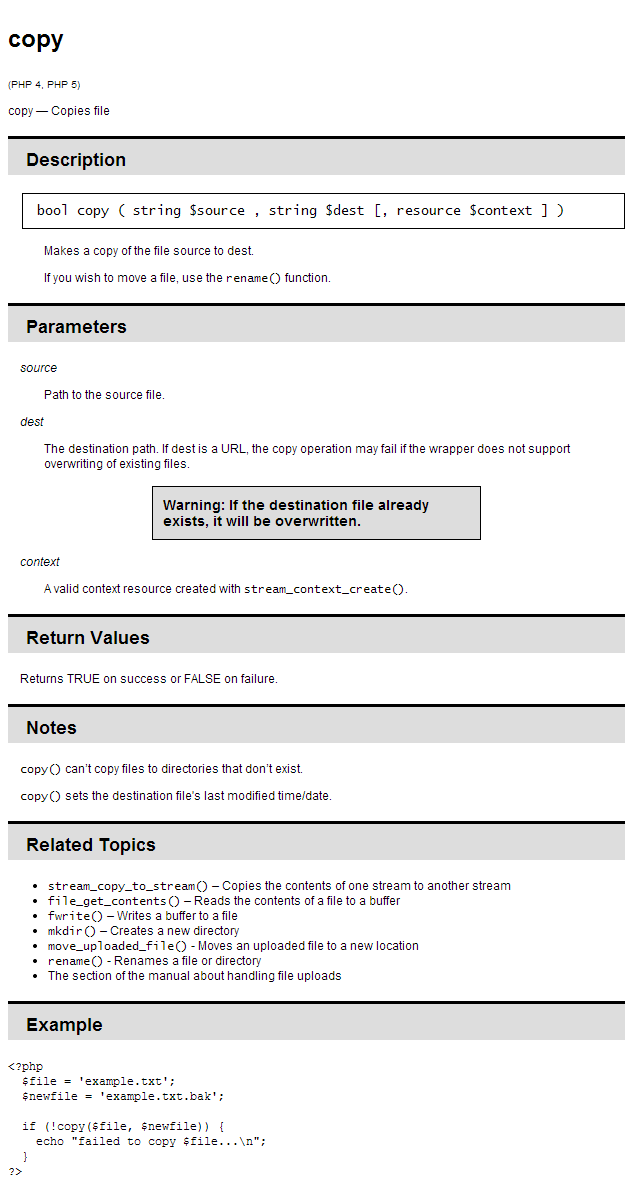 copy
(PHP 4, PHP 5)
copy — Copies file
Description
bool copy ( string $source , string $dest [, resource $context ] )
Makes a copy of the file source to dest.
If you wish to move a file, use the rename() function.
Parameters
source
Path to the source file.
dest
The destination path. If dest is a URL, the copy operation may fail if the wrapper does not support
overwriting of existing files.
Warning: If the destination file already
exists, it will be overwritten.
context
A valid context resource created with stream_context_create().
Return Values
Returns TRUE on success or FALSE on failure.
Notes
copy() can’t copy files to directories that don’t exist.
copy() sets the destination file's last modified time/date.
Related Topics
• stream_copy_to_stream() – Copies the contents of one stream to another stream
• file_get_contents() – Reads the contents of a file to a buffer
• fwrite() – Writes a buffer to a file
• mkdir() – Creates a new directory
• move_uploaded_file() - Moves an uploaded file to a new location
• rename() - Renames a file or directory
• The section of the manual about handling file uploads
Example
<?php
  $file = 'example.txt';
  $newfile = 'example.txt.bak';

  if (!copy($file, $newfile)) {
    echo "failed to copy $file...\n";
  }
?>